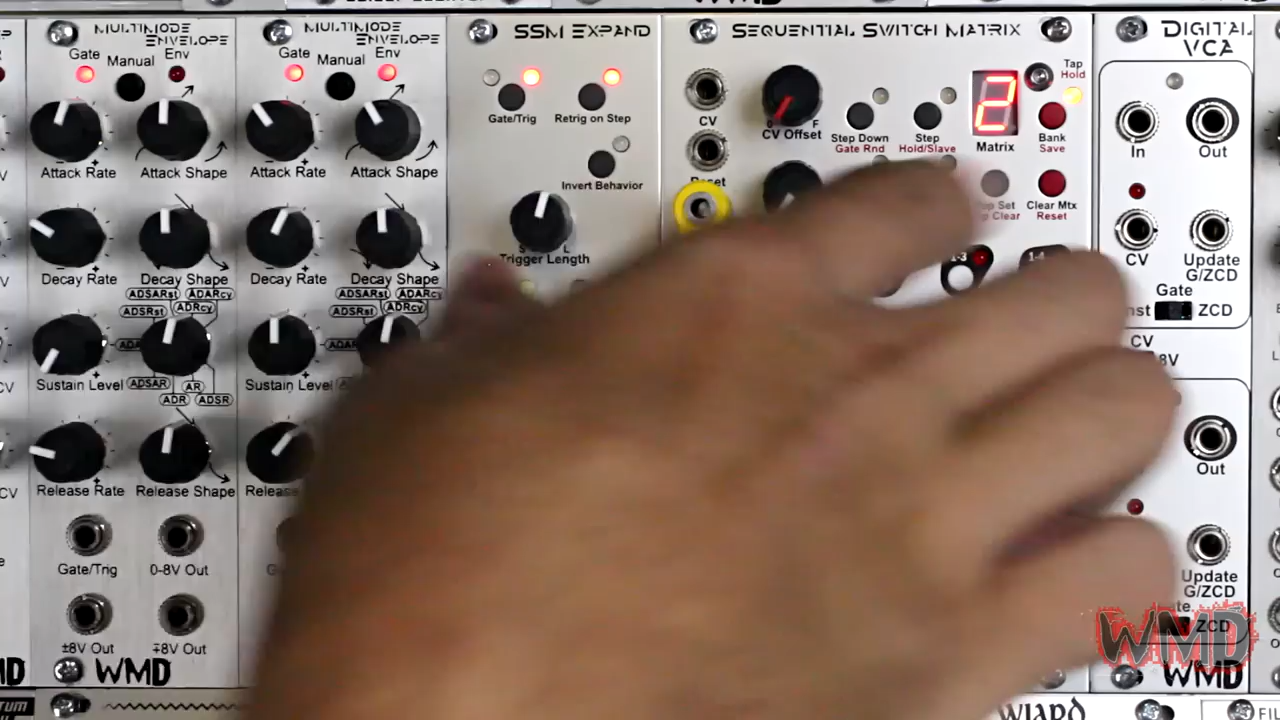 WMD
MULTIMODE
ENVELOPE
Gate
Manual
Env
Attack Rate
Attack Shape
Decay Rate
Decay Shape
ADSARst
ADARcy
ADSRst
ADRcy
Sustain Level
ADSAR
AR
ADR
ADSR
Release Rate
Release Shape
Gate/Trig
0-8V Out
±8V Out
∓8V Out
WMD
MULTIMODE
ENVELOPE
Gate
Manual
Env
Attack Rate
Attack Shape
Decay Rate
Decay Shape
ADSARst
ADARcy
ADSRst
ADRcy
Sustain Level
SSM EXPAND
Gate/Trig
Retrig on Step
Invert Behavior
S
L
Trigger Length
SEQUENTIAL SWITCH MATRIX
CV
0
F
CV Offset
Reset
Step Down
Gate Rnd
Step
Hold/Slave
2
Matrix
Tap
Hold
Bank
Save
Clear Mtx
Reset
1-4
DIGITAL
VCA
In
Out
CV
Update
G/ZCD
Gate
ZCD
CV
8V
Out
Update
G/ZCD
ZCD
WMD
WMD